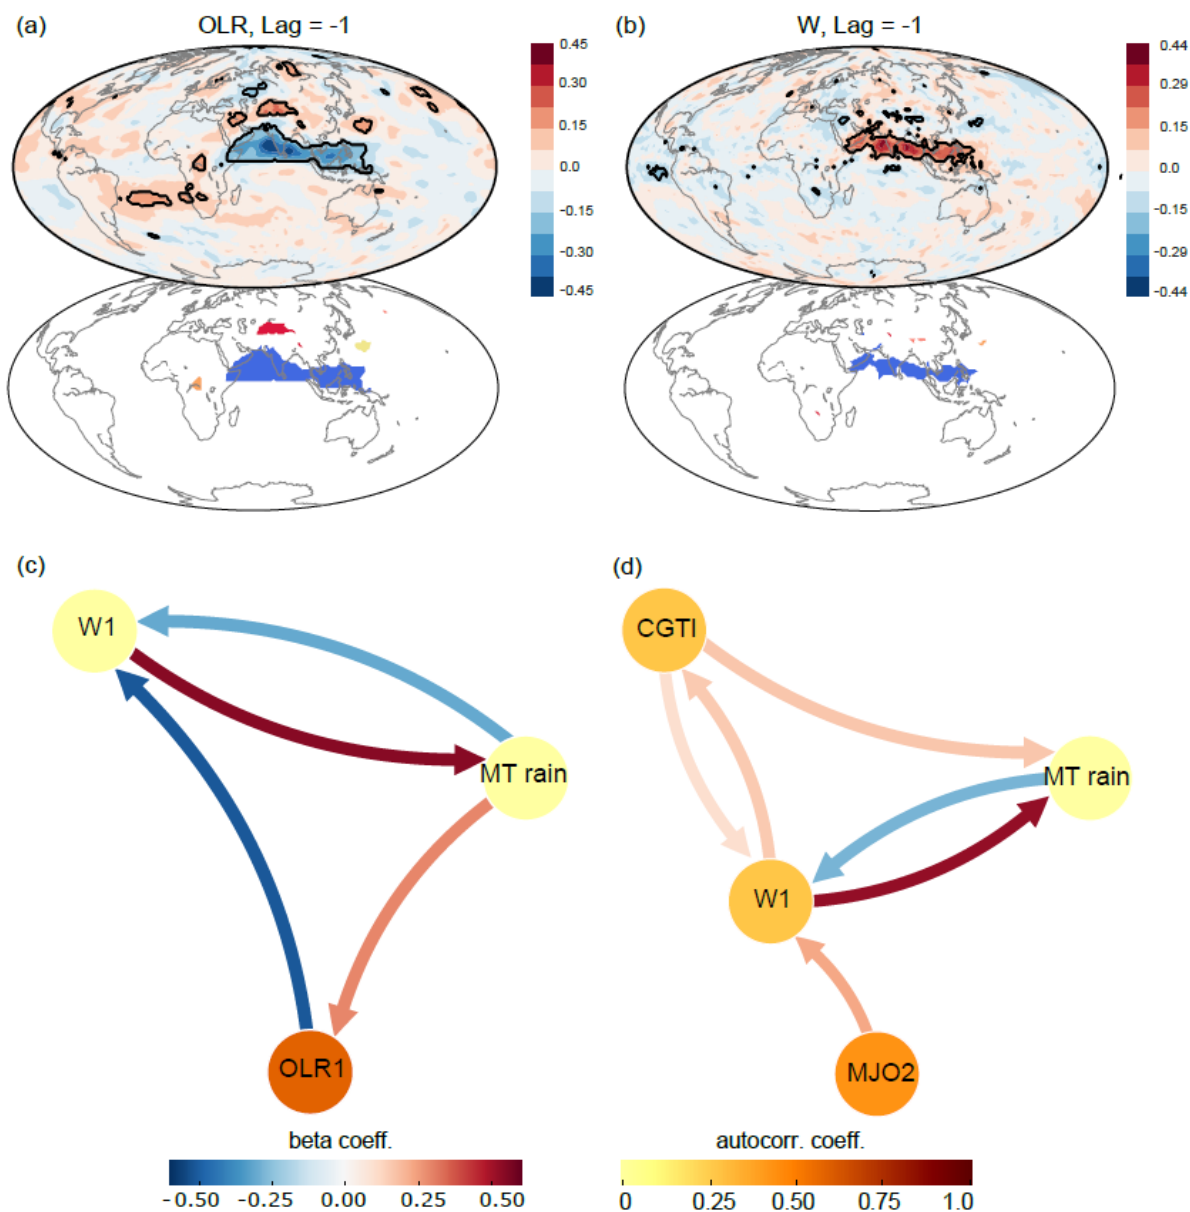 (a) OLR, Lag = -1
0.45
0.30
0.15
0.0
-0.15
-0.30
-0.45
(b) W, Lag = -1
0.44
0.29
0.15
0.0
-0.15
-0.29
-0.44
(c)
W1
MT rain
OLR1
(d)
CGTI
MT rain
W1
MJO2
beta coeff.
-0.50 -0.25 0.00 0.25 0.50
autocorr. coeff.
0 0.25 0.50 0.75 1.0